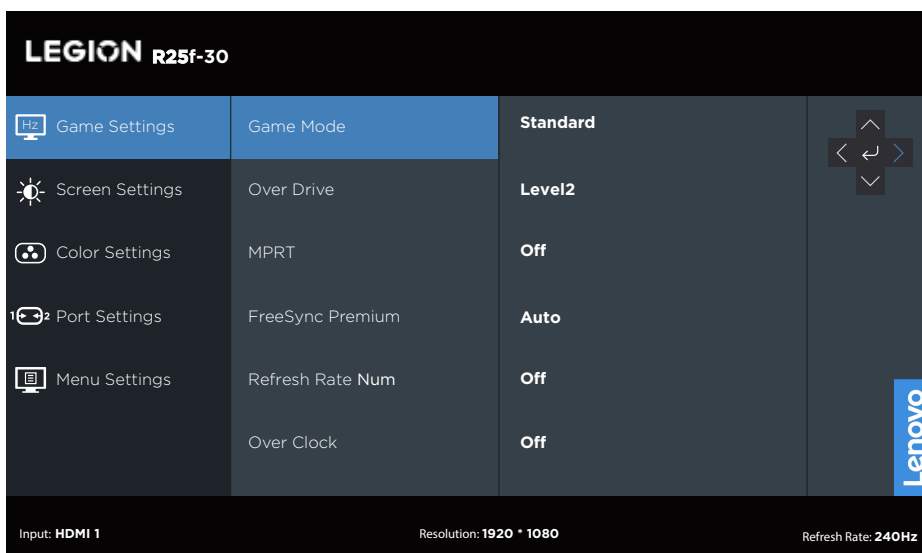 LEGION R25f-30
Hz Game Settings Game Mode Standard
Screen Settings Over Drive Level2
Color Settings MPRT Off
1 2 Port Settings FreeSync Premium Auto
Menu Settings Refresh Rate Num Off
Over Clock Off
Lenovo
Input: HDMI 1 Resolution: 1920 * 1080 Refresh Rate: 240Hz